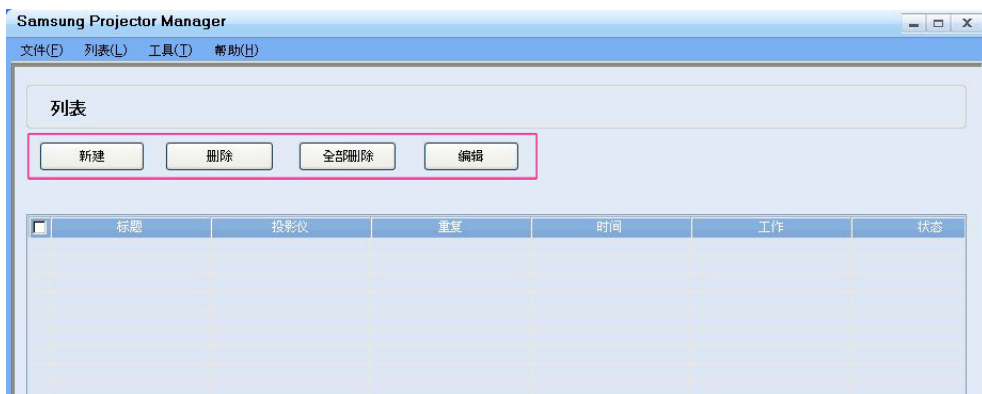 Samsung Projector Manager
文件(F) 列表(L) 工具(T) 帮助(H)
列表
新建 删除 全部删除 编辑
标题 投影仪 重复 时间 工作 状态